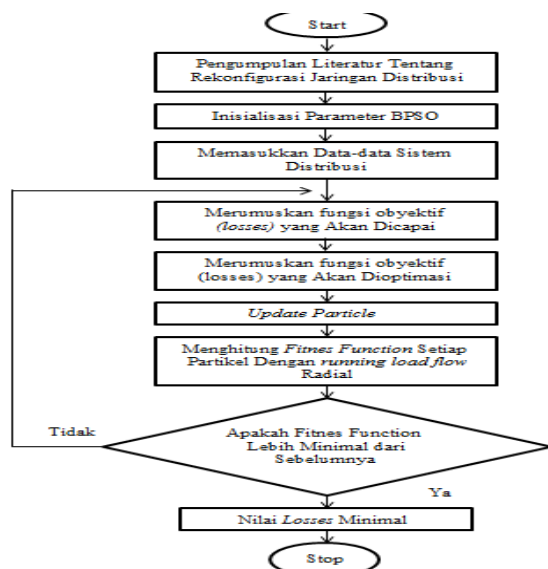 Start
Pengumpulan Literatur Tentang
Rekonfigurasi Jaringan Distribusi
Inisialisasi Parameter BPSO
Memasukkan Data-data Sistem
Distribusi
Merumuskan fungsi obyektif
(losses) yang Akan Dicapai
Merumuskan fungsi obyektif
(losses) yang Akan Dioptimasi
Update Particle
Menghitung Fitnes Function Setiap
Partikel Dengan running load flow
Radial
Tidak
Apakah Fitnes Function
Lebih Minimal dari
Sebelumnya
Ya
Nilai Losses Minimal
Stop